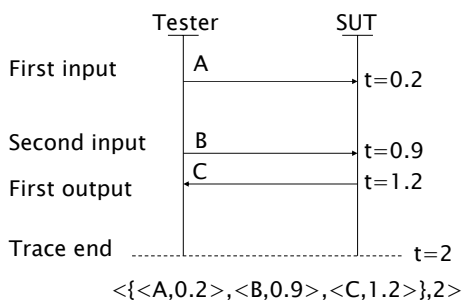 Tester SUT
First input A t=0.2
Second input B t=0.9
First output C t=1.2
Trace end t=2
<{<A,0.2>,<B,0.9>,<C,1.2>},2>